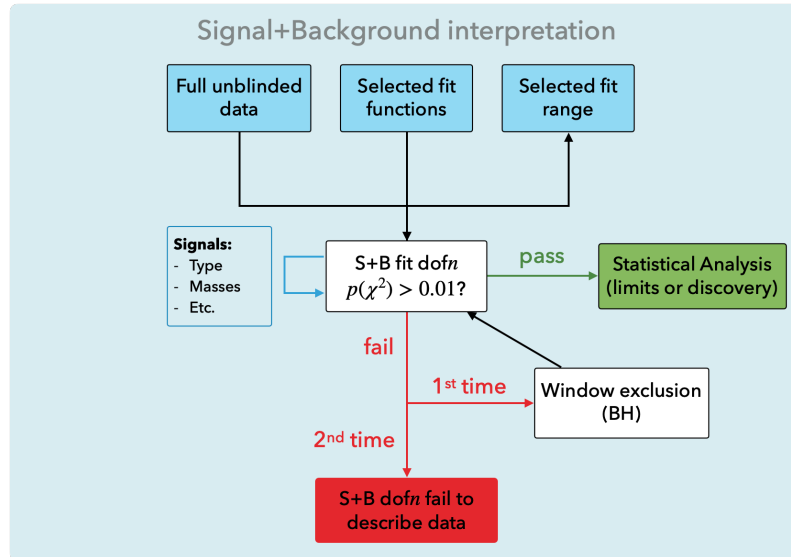 Signal+Background interpretation
Full unblinded
data
Selected fit
functions
Selected fit
range
Signals:
- Type
- Masses
- Etc.
S+B fit dofn
p(χ²) > 0.01?
pass
Statistical Analysis
(limits or discovery)
fail
1st time
Window exclusion
(BH)
2nd time
S+B dofn fail to
describe data